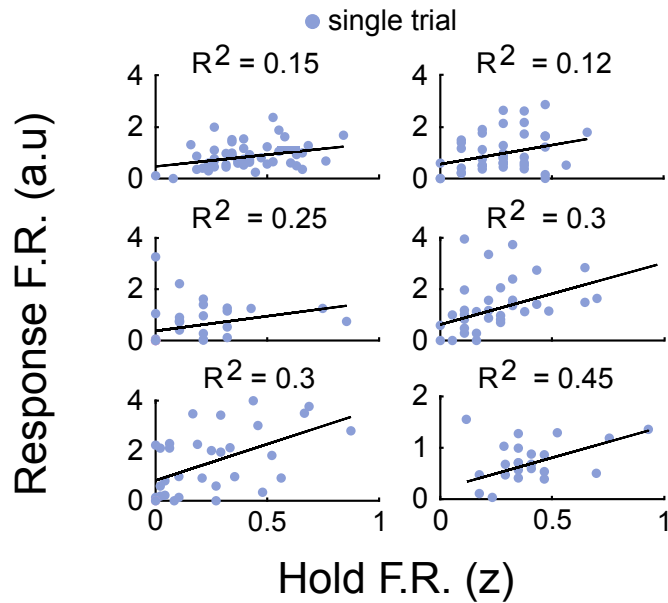 single trial
R² = 0.15
R² = 0.12
4
2
0
4
2
0
R² = 0.25
R² = 0.3
4
2
0
4
2
0
R² = 0.3
R² = 0.45
4
2
0
2
1
0
0
0.5
1
0
0.5
1
Response F.R. (a.u)
Hold F.R. (z)